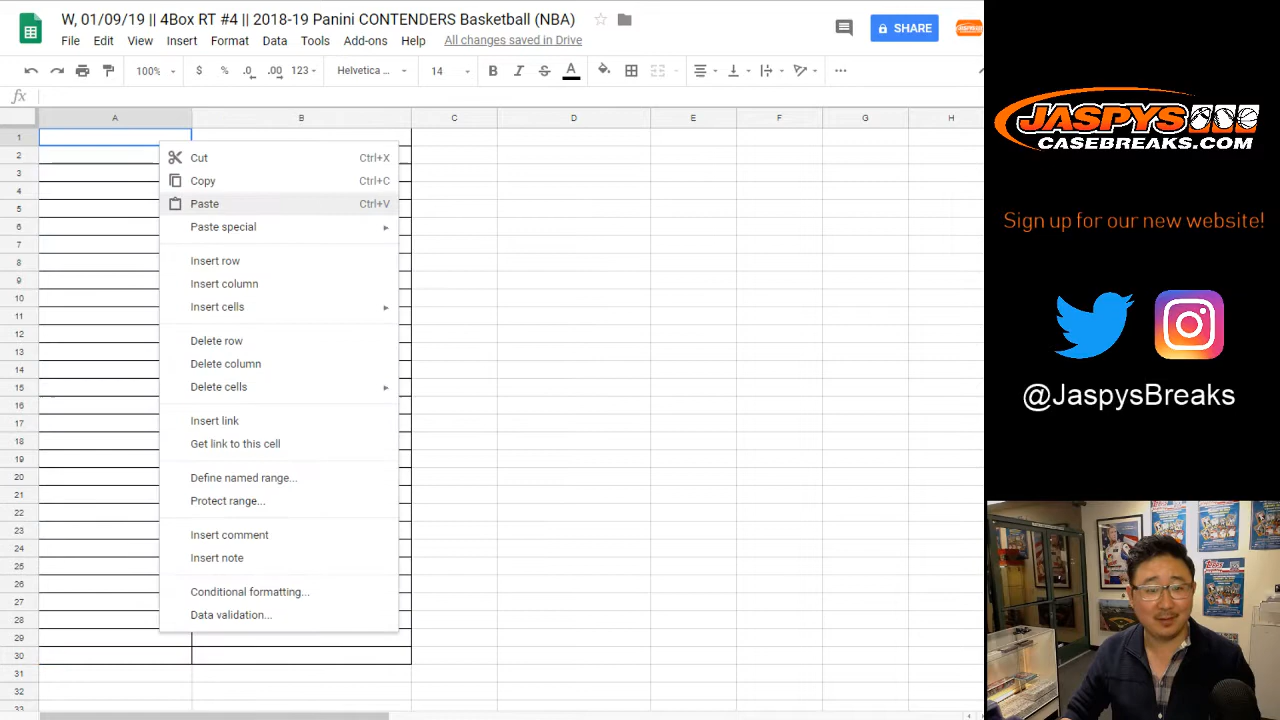 W, 01/09/19 || 4Box RT #4 || 2018-19 Panini CONTENDERS Basketball (NBA)
File Edit View Insert Format Data Tools Add-ons Help All changes saved in Drive
SHARE
100% $ % .0 .00 123 Helvetica ... 14 B I S A
fx
A B C D E F G H
1
2
3
4
5
6
7
8
9
10
11
12
13
14
15
16
17
18
19
20
21
22
23
24
25
26
27
28
29
30
31
32
33
Cut Ctrl+X
Copy Ctrl+C
Paste Ctrl+V
Paste special
Insert row
Insert column
Insert cells
Delete row
Delete column
Delete cells
Insert link
Get link to this cell
Define named range...
Protect range...
Insert comment
Insert note
Conditional formatting...
Data validation...
JASPYS
CASEBREAKS.COM
Sign up for our new website!
@JaspysBreaks
Topps